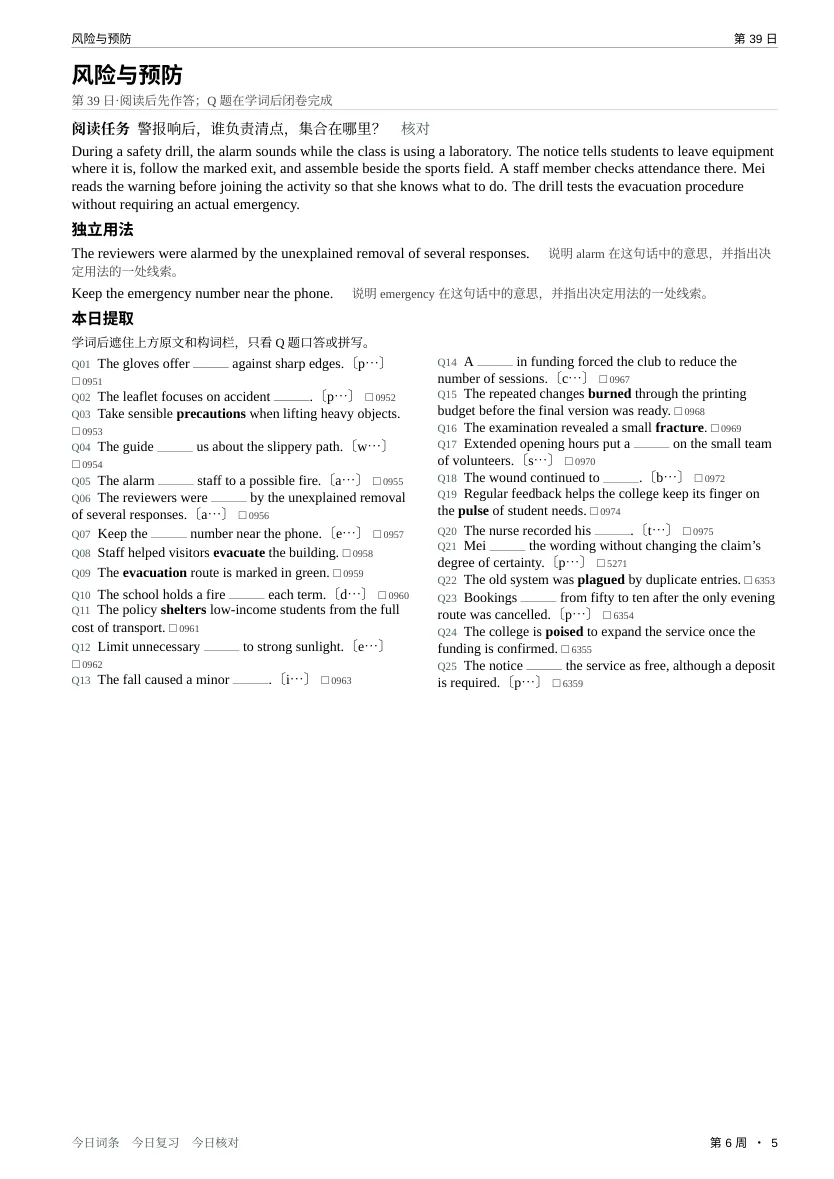 风险与预防 第 39 日
风险与预防
第 39 日·阅读后先作答；Q 题在学词后闭卷完成
阅读任务 警报响后，谁负责清点，集合在哪里？ 核对
During a safety drill, the alarm sounds while the class is using a laboratory. The notice tells students to leave equipment
where it is, follow the marked exit, and assemble beside the sports field. A staff member checks attendance there. Mei
reads the warning before joining the activity so that she knows what to do. The drill tests the evacuation procedure
without requiring an actual emergency.
独立用法
The reviewers were alarmed by the unexplained removal of several responses. 说明 alarm 在这句话中的意思，并指出决
定用法的一处线索。
Keep the emergency number near the phone. 说明 emergency 在这句话中的意思，并指出决定用法的一处线索。
本日提取
学词后遮住上方原文和构词栏，只看 Q 题口答或拼写。
Q01 The gloves offer _____ against sharp edges.〔p···〕
□ 0951
Q02 The leaflet focuses on accident _____.〔p···〕 □ 0952
Q03 Take sensible precautions when lifting heavy objects.
□ 0953
Q04 The guide _____ us about the slippery path.〔w···〕
□ 0954
Q05 The alarm _____ staff to a possible fire.〔a···〕 □ 0955
Q06 The reviewers were _____ by the unexplained removal
of several responses.〔a···〕 □ 0956
Q07 Keep the _____ number near the phone.〔e···〕 □ 0957
Q08 Staff helped visitors evacuate the building. □ 0958
Q09 The evacuation route is marked in green. □ 0959
Q10 The school holds a fire _____ each term.〔d···〕 □ 0960
Q11 The policy shelters low-income students from the full
cost of transport. □ 0961
Q12 Limit unnecessary _____ to strong sunlight.〔e···〕
□ 0962
Q13 The fall caused a minor _____.〔i···〕 □ 0963
Q14 A _____ in funding forced the club to reduce the
number of sessions.〔c···〕 □ 0967
Q15 The repeated changes burned through the printing
budget before the final version was ready. □ 0968
Q16 The examination revealed a small fracture. □ 0969
Q17 Extended opening hours put a _____ on the small team
of volunteers.〔s···〕 □ 0970
Q18 The wound continued to _____.〔b···〕 □ 0972
Q19 Regular feedback helps the college keep its finger on
the pulse of student needs. □ 0974
Q20 The nurse recorded his _____.〔t···〕 □ 0975
Q21 Mei _____ the wording without changing the claim’s
degree of certainty.〔p···〕 □ 5271
Q22 The old system was plagued by duplicate entries. □ 6353
Q23 Bookings _____ from fifty to ten after the only evening
route was cancelled.〔p···〕 □ 6354
Q24 The college is poised to expand the service once the
funding is confirmed. □ 6355
Q25 The notice _____ the service as free, although a deposit
is required.〔p···〕 □ 6359
今日词条 今日复习 今日核对 第 6 周 · 5